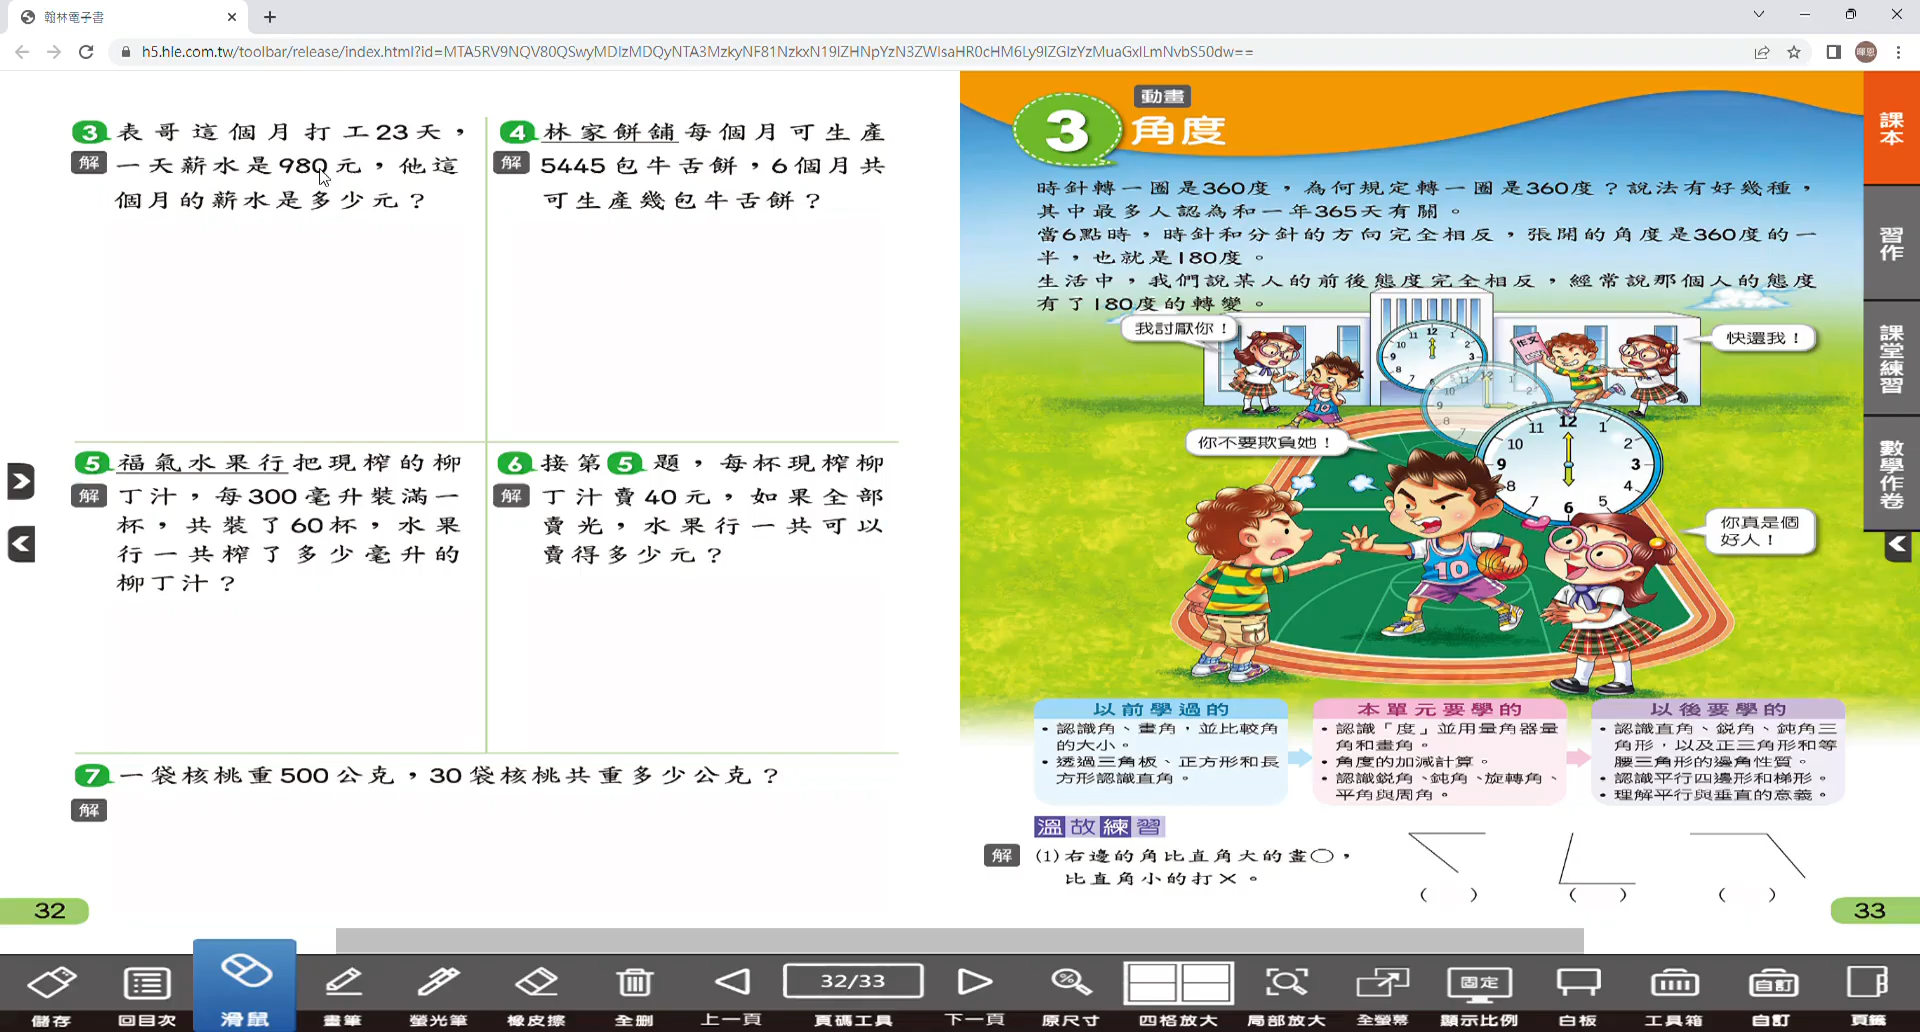 翰林電子書
h5.hle.com.tw/toolbar/release/index.html?id=MTA5RV9NQV80QSwyMDIzMDQyNTA3MzkyNF81NzkxN19lZHNpYzN3ZWIsaHR0cHM6Ly9lZGlzYzMuaGxlLmNvbS50dw==
3 表哥這個月打工23天，
解 一天薪水是980元，他這
個月的薪水是多少元？
4 林家餅舖每個月可生產
解 5445包牛舌餅，6個月共
可生產幾包牛舌餅？
5 福氣水果行把現榨的柳
解 丁汁，每300毫升裝滿一
杯，共裝了60杯，水果
行一共榨了多少毫升的
柳丁汁？
6 接第5題，每杯現榨柳
解 丁汁賣40元，如果全部
賣光，水果行一共可以
賣得多少元？
7 一袋核桃重500公克，30袋核桃共重多少公克？
解
32
動畫
3 角度
時針轉一圈是360度，為何規定轉一圈是360度？說法有好幾種，
其中最多人認為和一年365天有關。
當6點時，時針和分針的方向完全相反，張開的角度是360度的一
半，也就是180度。
生活中，我們說某人的前後態度完全相反，經常說那個人的態度
有了180度的轉變。
我討厭你！
作文
快還我！
你不要欺負她！
你真是個
好人！
10
10
12
1
2
3
4
5
6
7
8
9
10
11
以前學過的
•認識角、畫角，並比較角
的大小。
•透過三角板、正方形和長
方形認識直角。
本單元要學的
•認識「度」並用量角器量
角和畫角。
•角度的加減計算。
•認識銳角、鈍角、旋轉角、
平角與周角。
以後要學的
•認識直角、銳角、鈍角三
角形，以及正三角形和等
腰三角形的邊角性質。
•認識平行四邊形和梯形。
•理解平行與垂直的意義。
溫故練習
解 (1)右邊的角比直角大的畫○，
比直角小的打×。
( ) ( ) ( )
33
課本
習作
課堂練習
數學作卷
儲存 回目次 滑鼠 畫筆 螢光筆 橡皮擦 全刪 上一頁 32/33 頁碼工具 下一頁 原尺寸 四格放大 局部放大 全螢幕 固定 顯示比例 白板 工具箱 自訂 自訂 頁籤